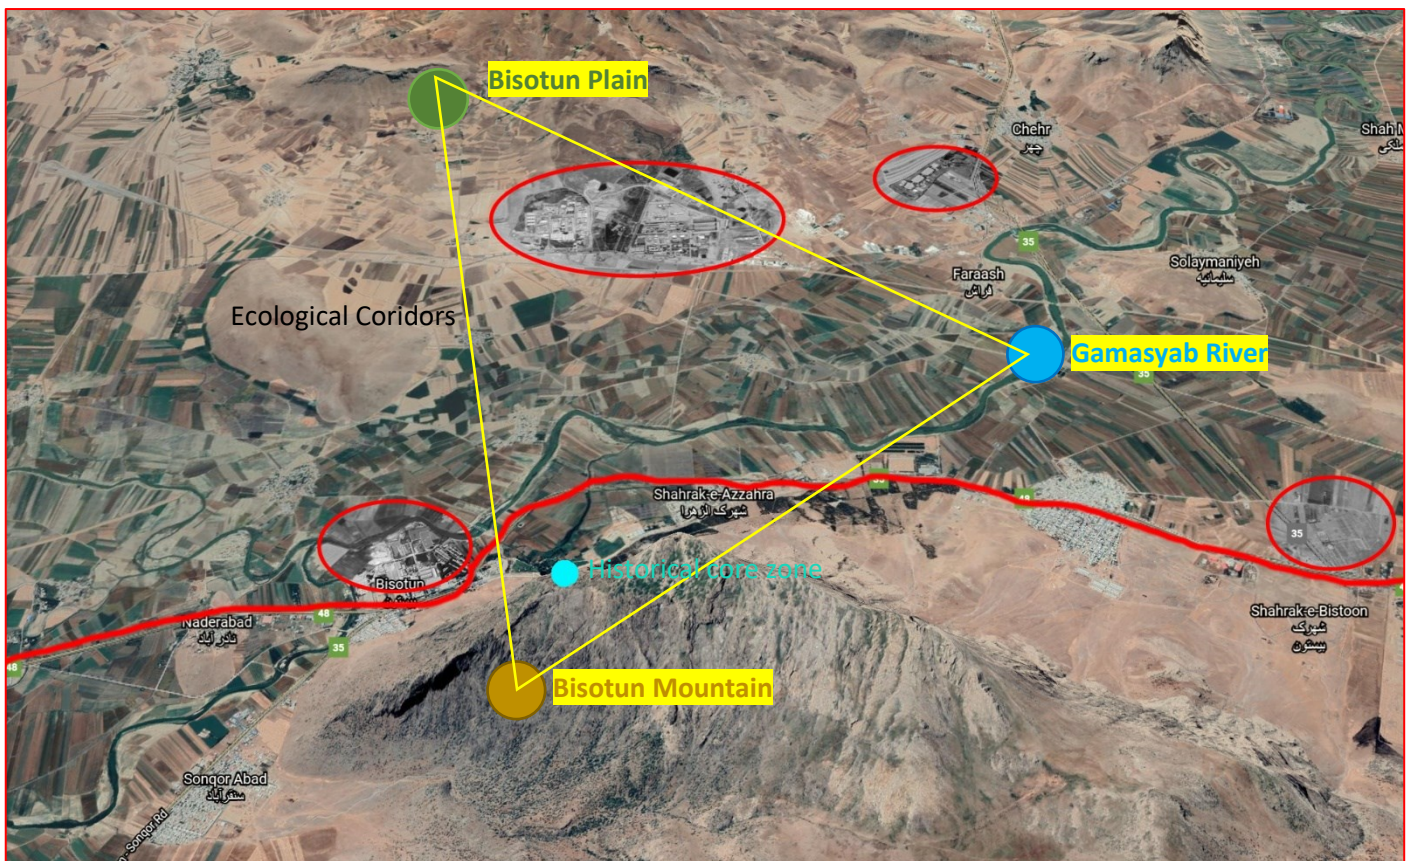 Bisotun Plain
Chehr
چهر
Shah M
35
Solaymaniyeh
سلیمانیه
Faraash
فراش
Ecological Coridors
Gamasyab River
35
Shahrak-e-Azzahra
شهرک الزهرا
48
35
Bisotun
Historical core zone
48
Naderabad
نادرآباد
35
48
Shahrak-e-Bistoon
شهرک
بیستون
Bisotun Mountain
Sonqor Abad
سنقرآباد
Sonqor Rd